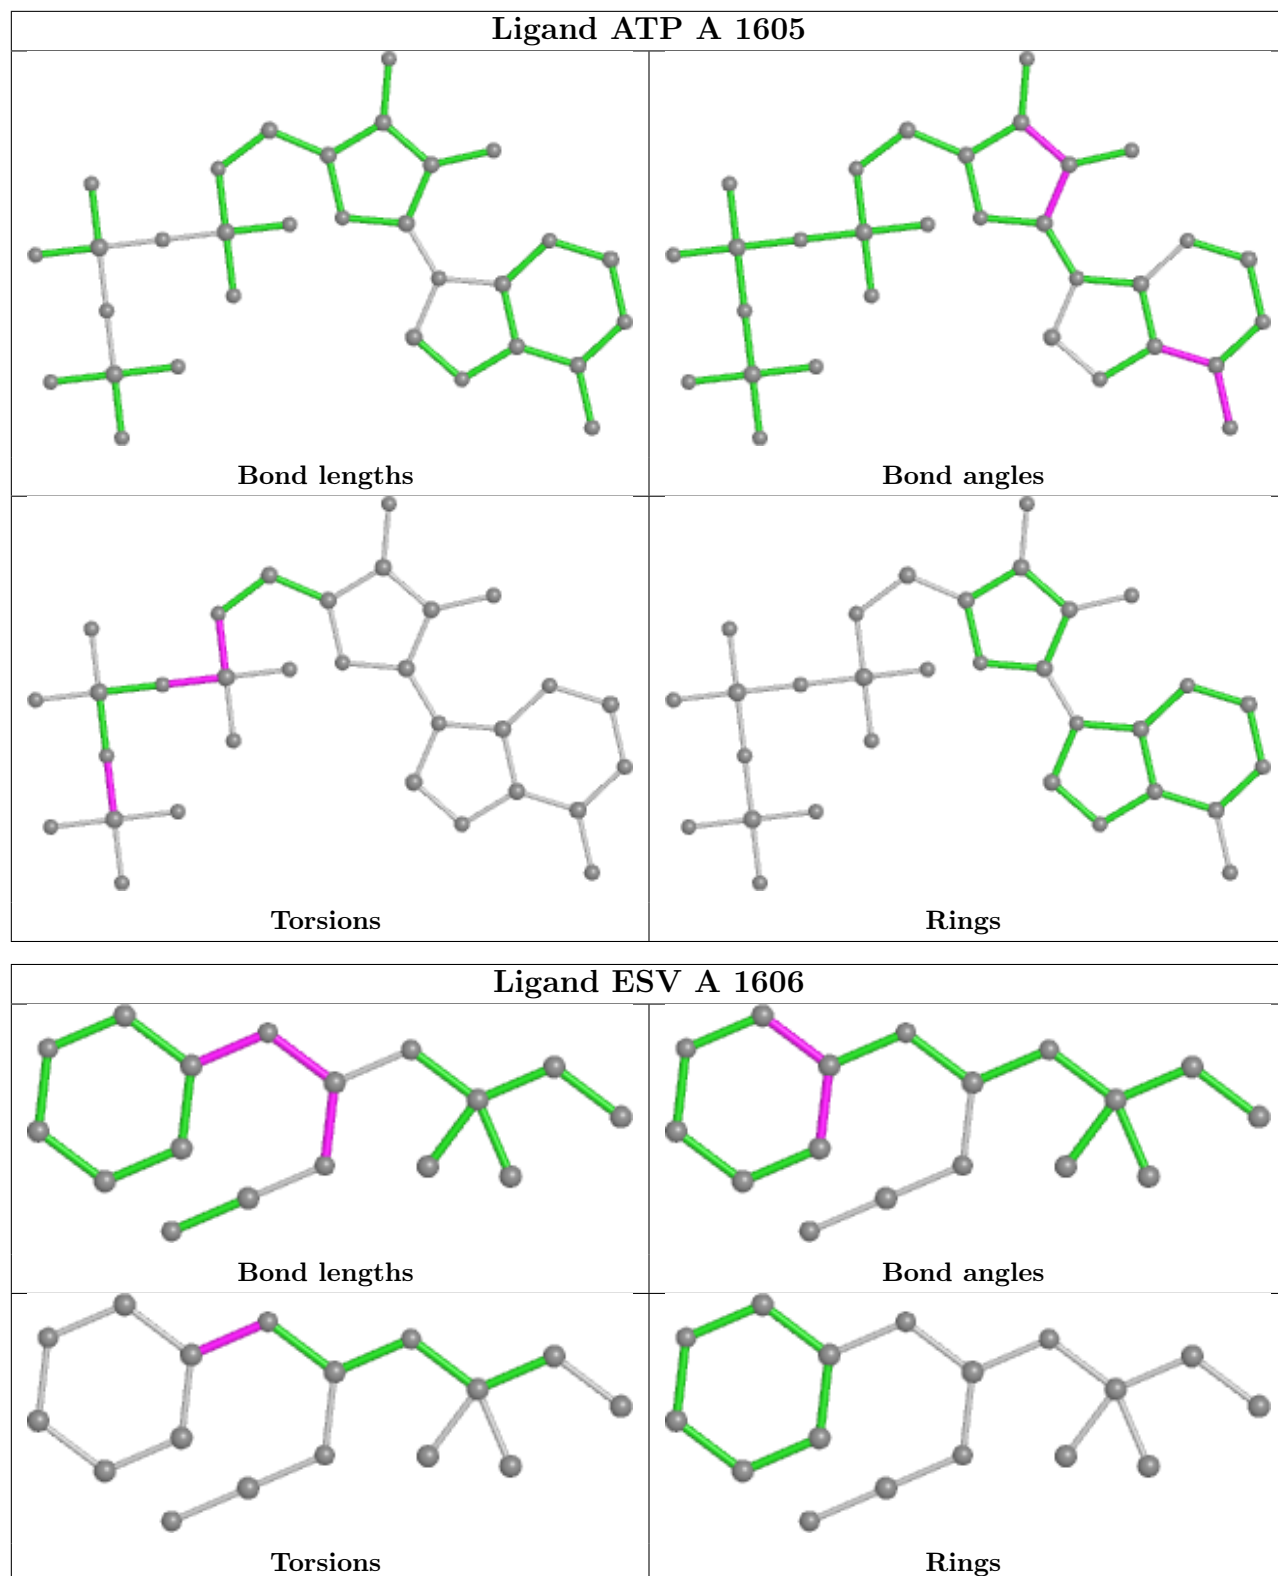 Ligand ATP A 1605
Bond lengths
Bond angles
Torsions
Rings
Ligand ESV A 1606
Bond lengths
Bond angles
Torsions
Rings